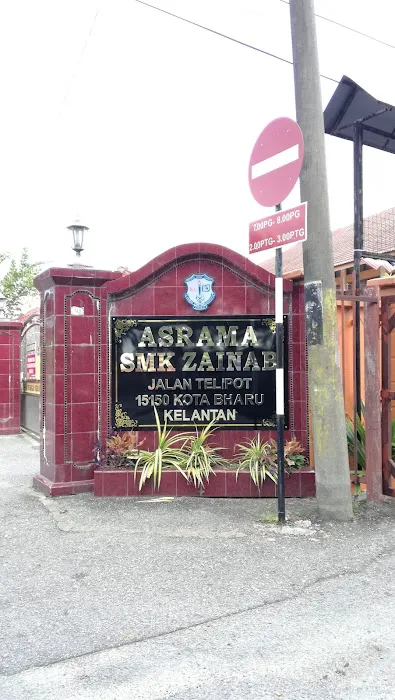 7.00PG- 8.00PG
2.00PTG - 3.00PTG
ASRAMA
SMK ZAINAB
JALAN TELIPOT
15150 KOTA BHARU
KELANTAN